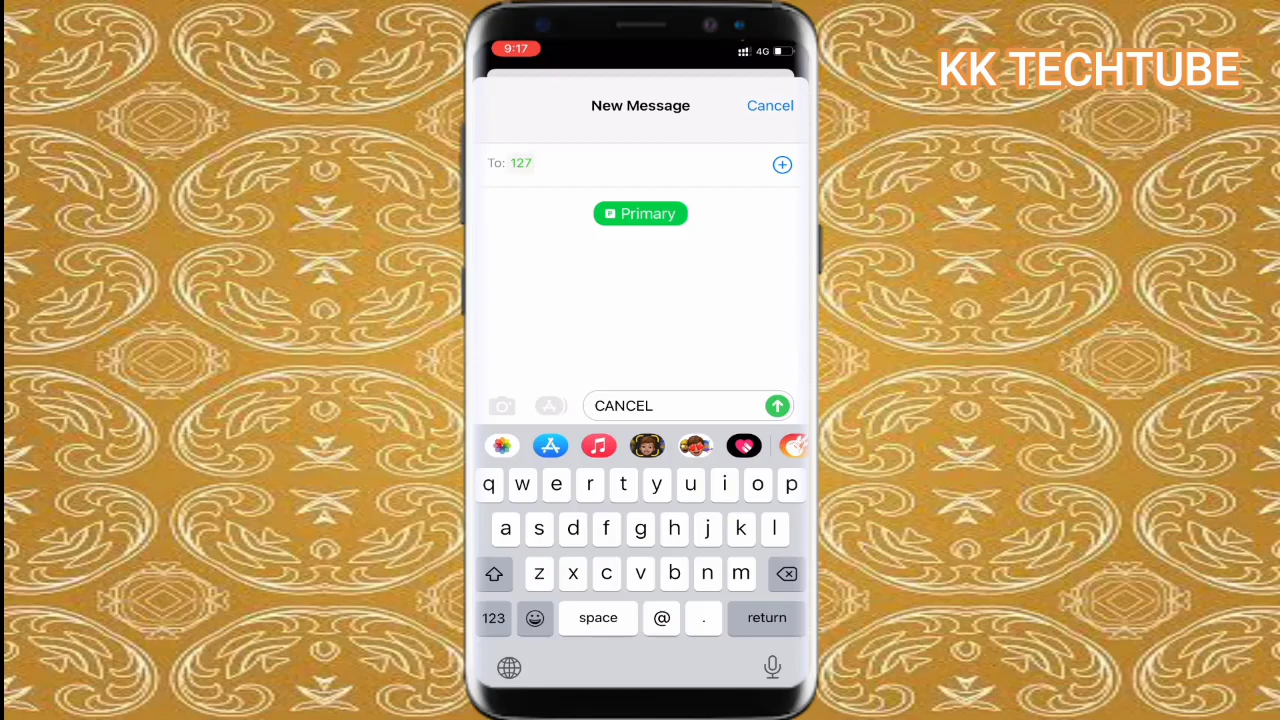 9:17
4G
KK TECHTUBE
New Message
Cancel
To: 127
Primary
CANCEL
q w e r t y u i o p
a s d f g h j k l
z x c v b n m
123 space @ . return